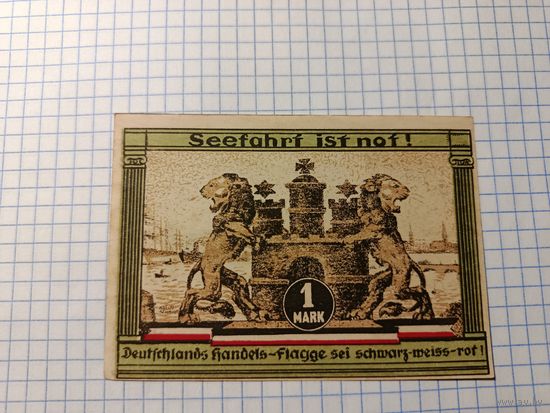 Seefahrt ist not!
1
MARK
Deutschlands Handels-Flagge sei schwarz-weiss-rot!